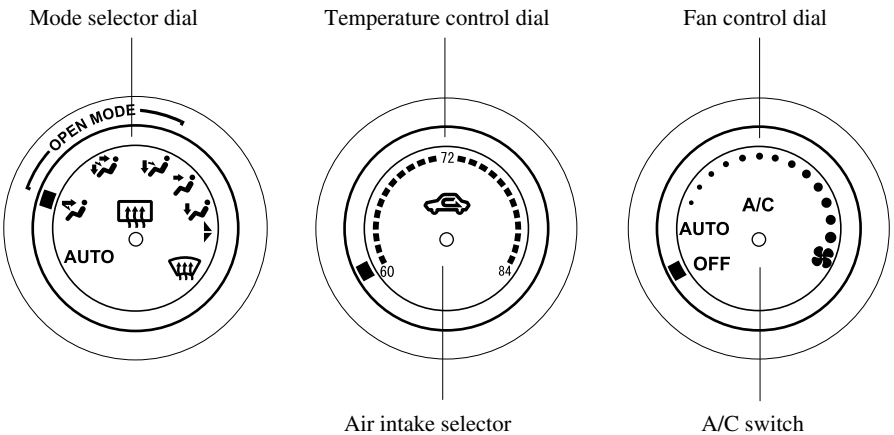 Mode selector dial
Temperature control dial
Fan control dial
OPEN MODE
72
A/C
AUTO
AUTO
OFF
60
84
Air intake selector
A/C switch